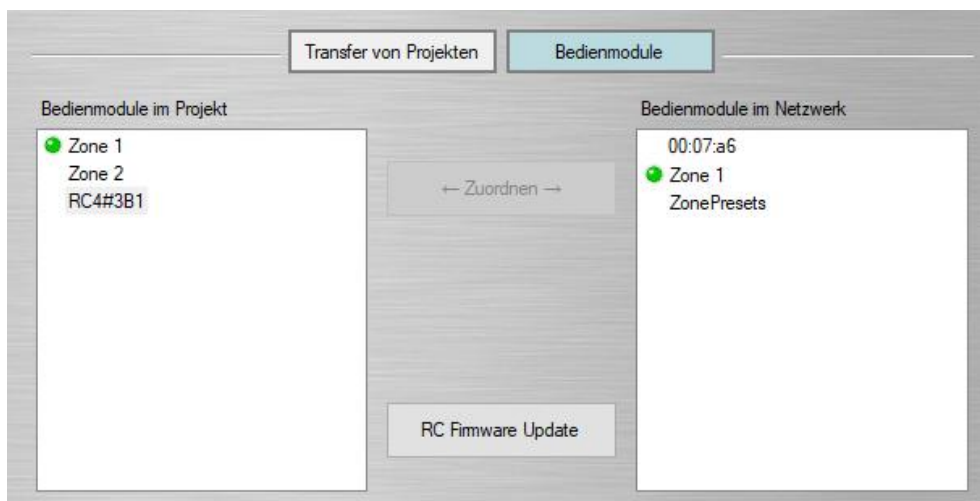 Transfer von Projekten
Bedienmodule
Bedienmodule im Projekt
Zone 1
Zone 2
RC4#3B1
← Zuordnen →
RC Firmware Update
Bedienmodule im Netzwerk
00:07:a6
Zone 1
ZonePresets